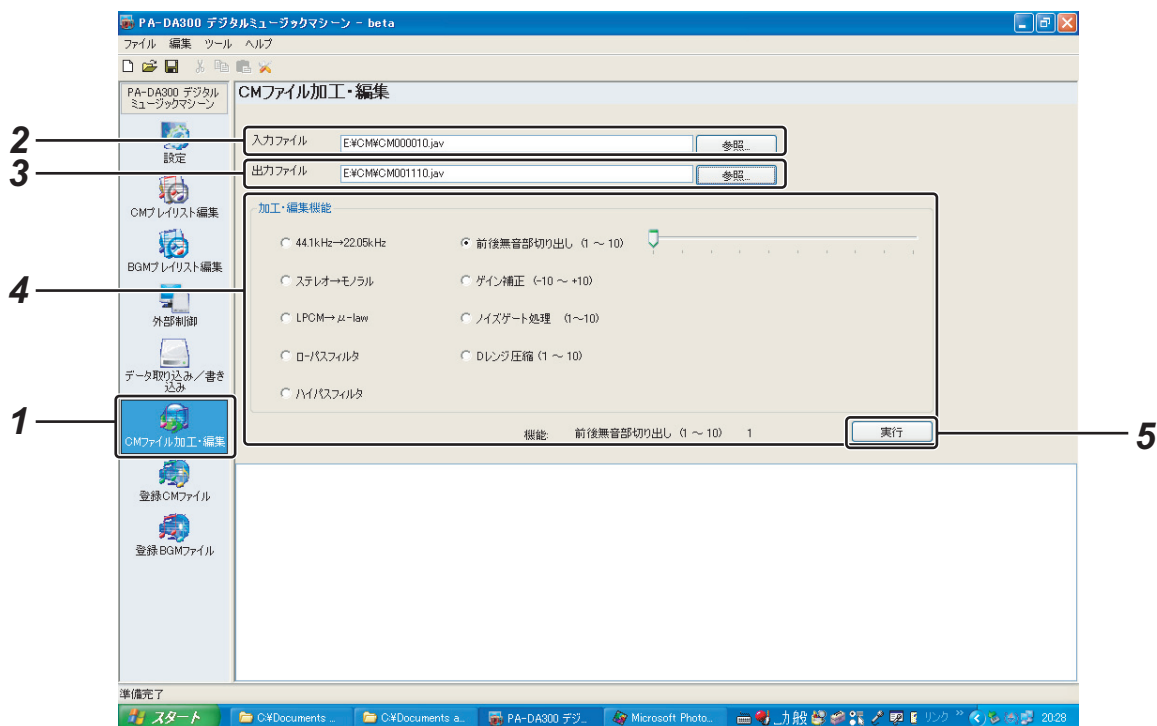 PA-DA300 デジタルミュージックマシーン - beta
ファイル 編集 ツール ヘルプ
PA-DA300 デジタル
ミュージックマシーン
CMファイル加工・編集
2
入力ファイル E:¥CM¥CM000010.jav 参照...
設定
3
出力ファイル E:¥CM¥CM001110.jav 参照...
CMプレイリスト編集
加工・編集機能
44.1kHz→22.05kHz
前後無音部切り出し (1 ～ 10)
BGMプレイリスト編集
4
ステレオ→モノラル
ゲイン補正 (-10 ～ +10)
外部制御
LPCM→μ-law
ノイズゲート処理 (1～10)
ローパスフィルタ
Dレンジ圧縮 (1 ～ 10)
データ取り込み／書き
込み
ハイパスフィルタ
1
CMファイル加工・編集
機能: 前後無音部切り出し (1 ～ 10) 1
実行
5
登録CMファイル
登録BGMファイル
準備完了
スタート C:¥Documents ... C:¥Documents a... PA-DA300 デジ... Microsoft Photo... 般 リンク » 20:28